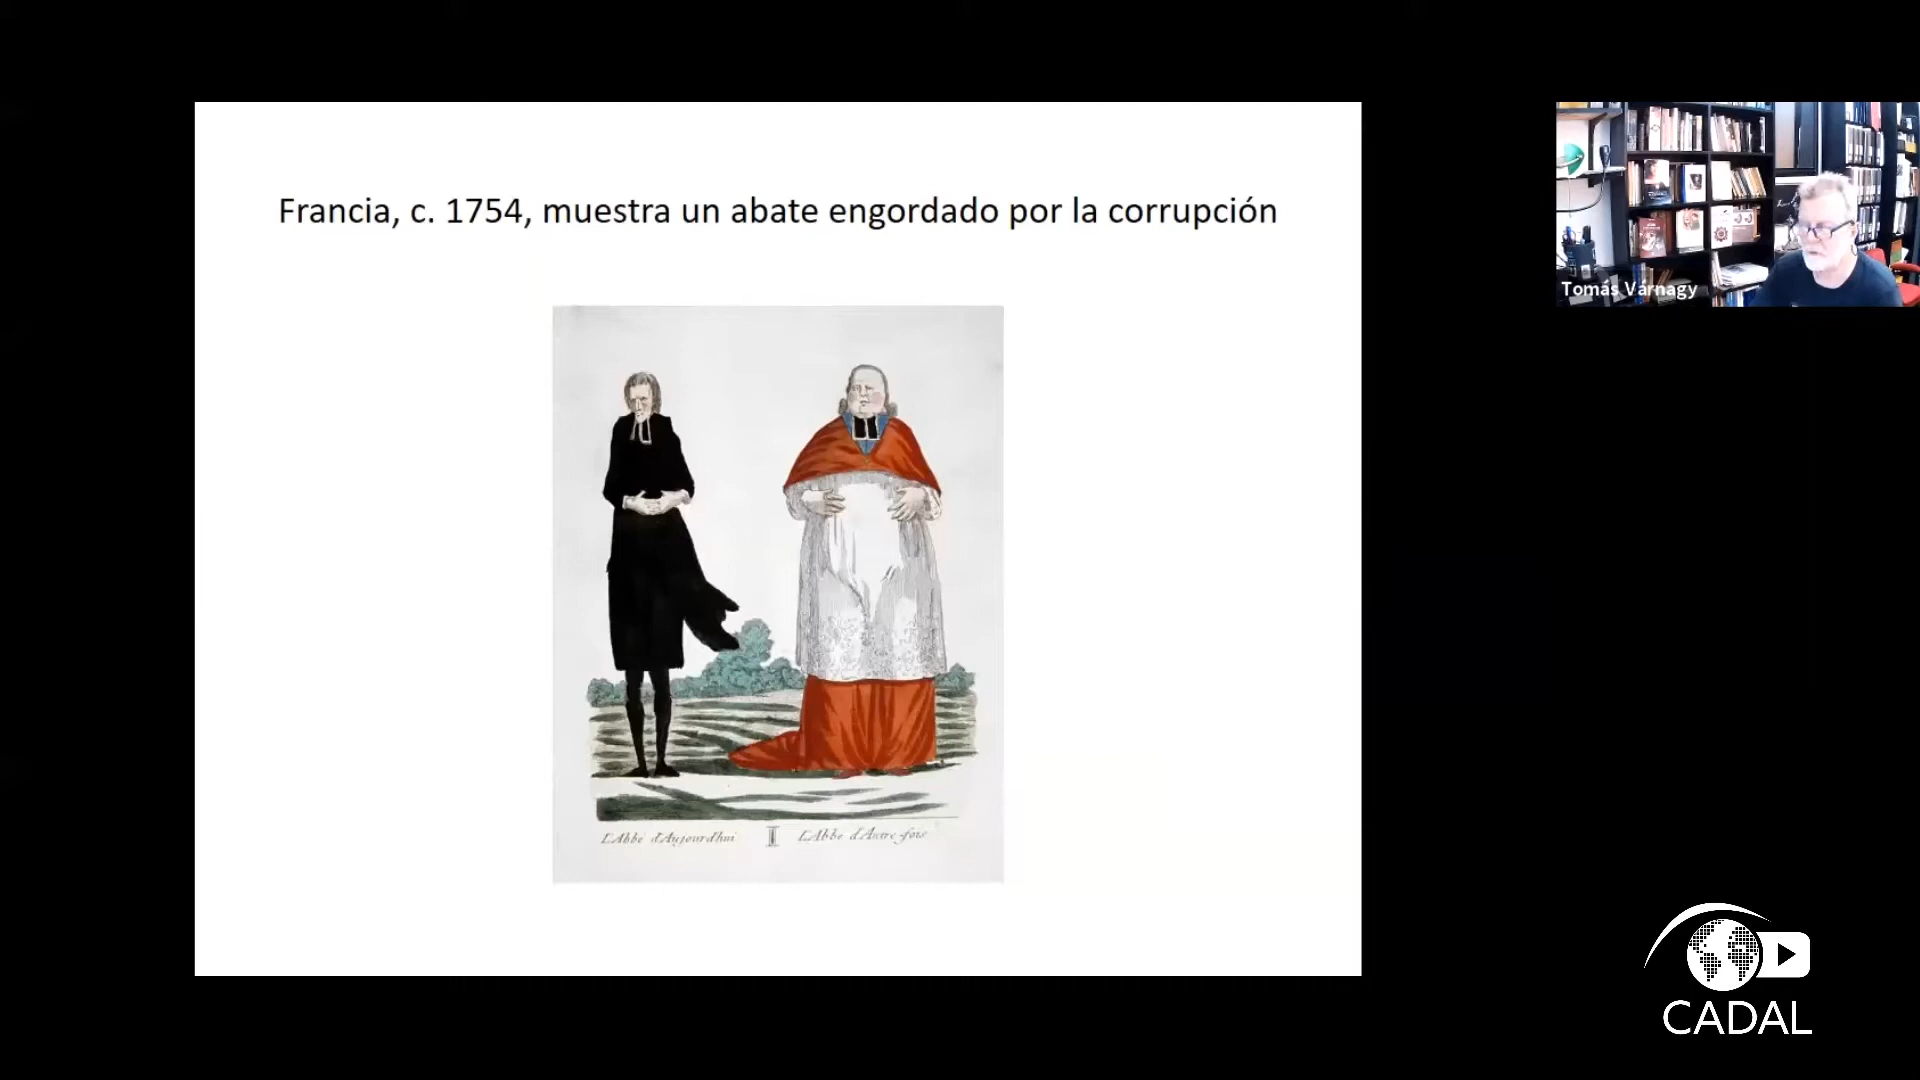 Francia, c. 1754, muestra un abate engordado por la corrupción
Tomás Várnagy
L'Abbé d'Aujourd'hui
L'Abbé d'Autre-fois
CADAL